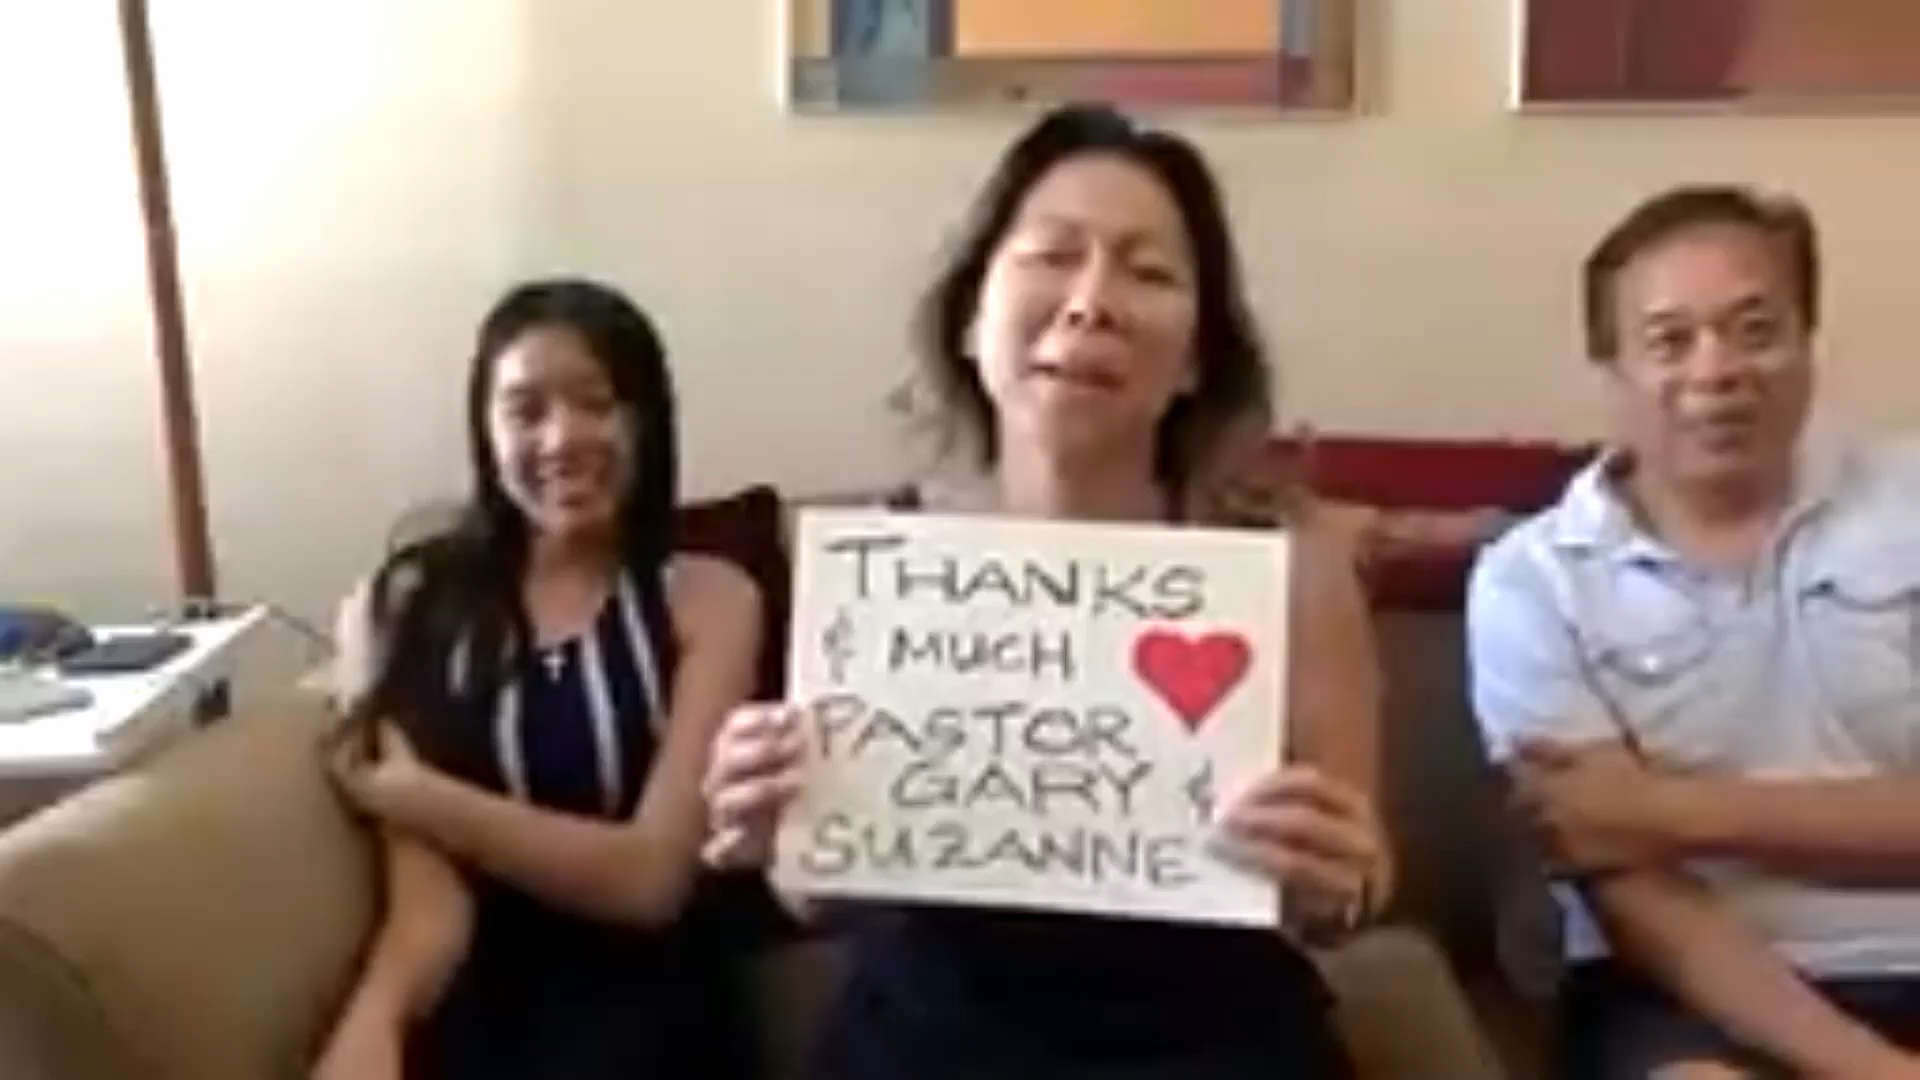 THANKS
& MUCH
PASTOR
GARY &
SUZANNE